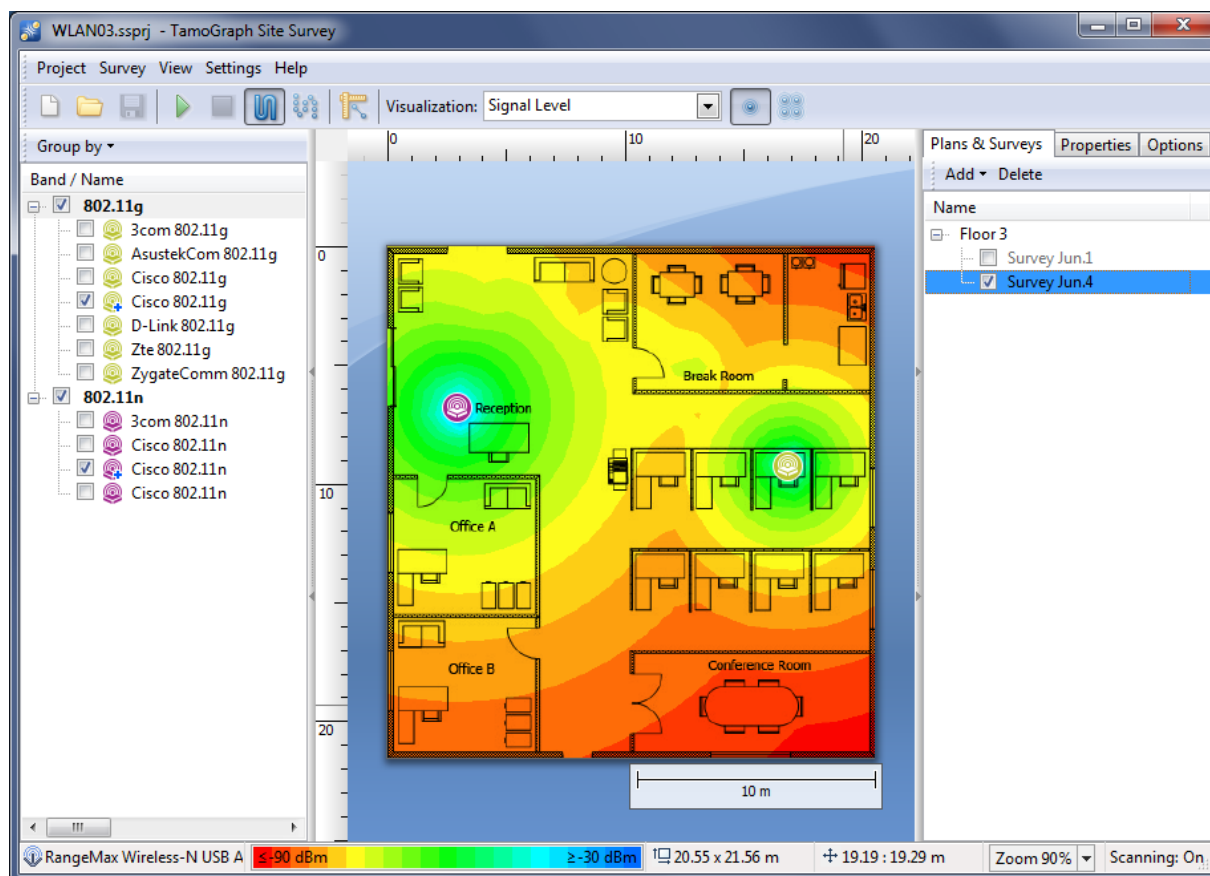 WLAN03.ssprj - TamoGraph Site Survey
Project Survey View Settings Help
Visualization: Signal Level
Group by
Band / Name
802.11g
3com 802.11g
AsustekCom 802.11g
Cisco 802.11g
Cisco 802.11g
D-Link 802.11g
Zte 802.11g
ZygateComm 802.11g
802.11n
3com 802.11n
Cisco 802.11n
Cisco 802.11n
Cisco 802.11n
0 10 20
0
10
20
Break Room
Reception
Office A
Office B
Conference Room
10 m
Plans & Surveys Properties Options
Add Delete
Name
Floor 3
Survey Jun.1
Survey Jun.4
RangeMax Wireless-N USB A ≤-90 dBm ≥-30 dBm 20.55 x 21.56 m 19.19 : 19.29 m Zoom 90% Scanning: On